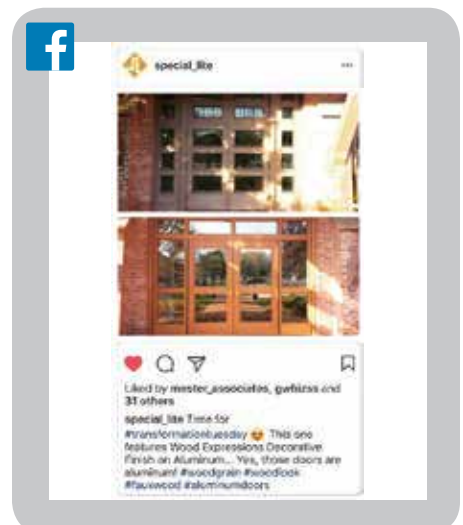 f
special_lite
Liked by mester_associates, gwhizss and
31 others
special_lite Time for
#transformationtuesday 😍 This one
features Wood Expressions Decorative
Finish on Aluminum... Yes, those doors are
aluminum! #woodgrain #woodlook
#fauxwood #aluminumdoors